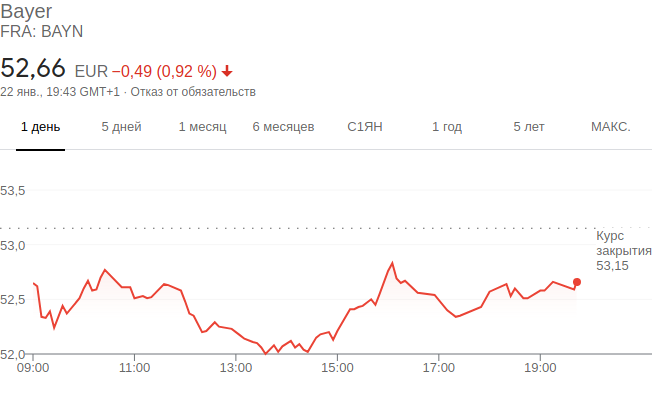 Bayer
FRA: BAYN
52,66 EUR −0,49 (0,92 %)
22 янв., 19:43 GMT+1 · Отказ от обязательств
1 день 5 дней 1 месяц 6 месяцев С1ЯН 1 год 5 лет МАКС.
53,5
53,0
Курс
закрытия
53,15
52,5
52,0
09:00 11:00 13:00 15:00 17:00 19:00